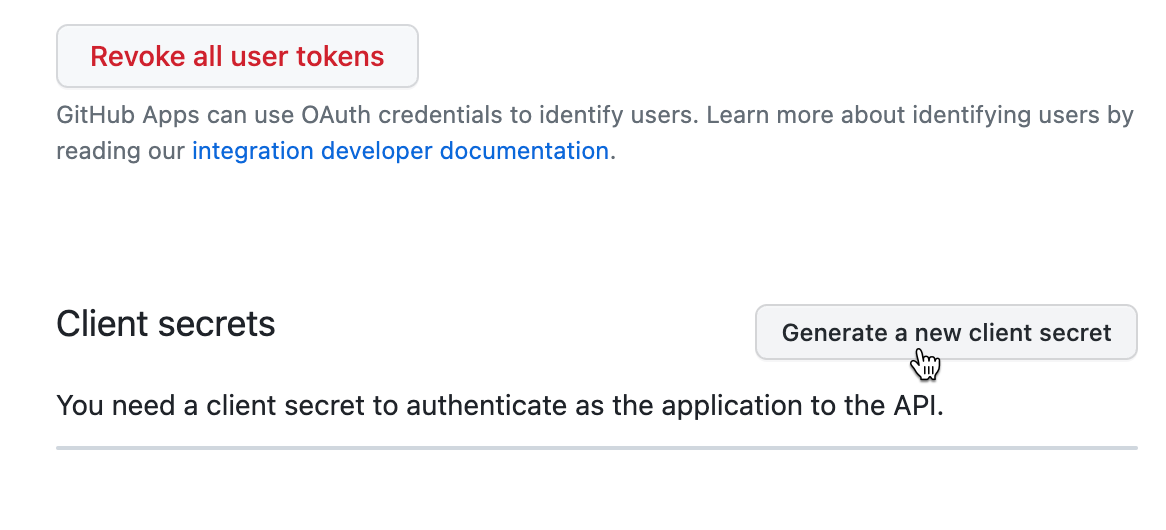 Revoke all user tokens
GitHub Apps can use OAuth credentials to identify users. Learn more about identifying users by
reading our integration developer documentation.
Client secrets
Generate a new client secret
You need a client secret to authenticate as the application to the API.